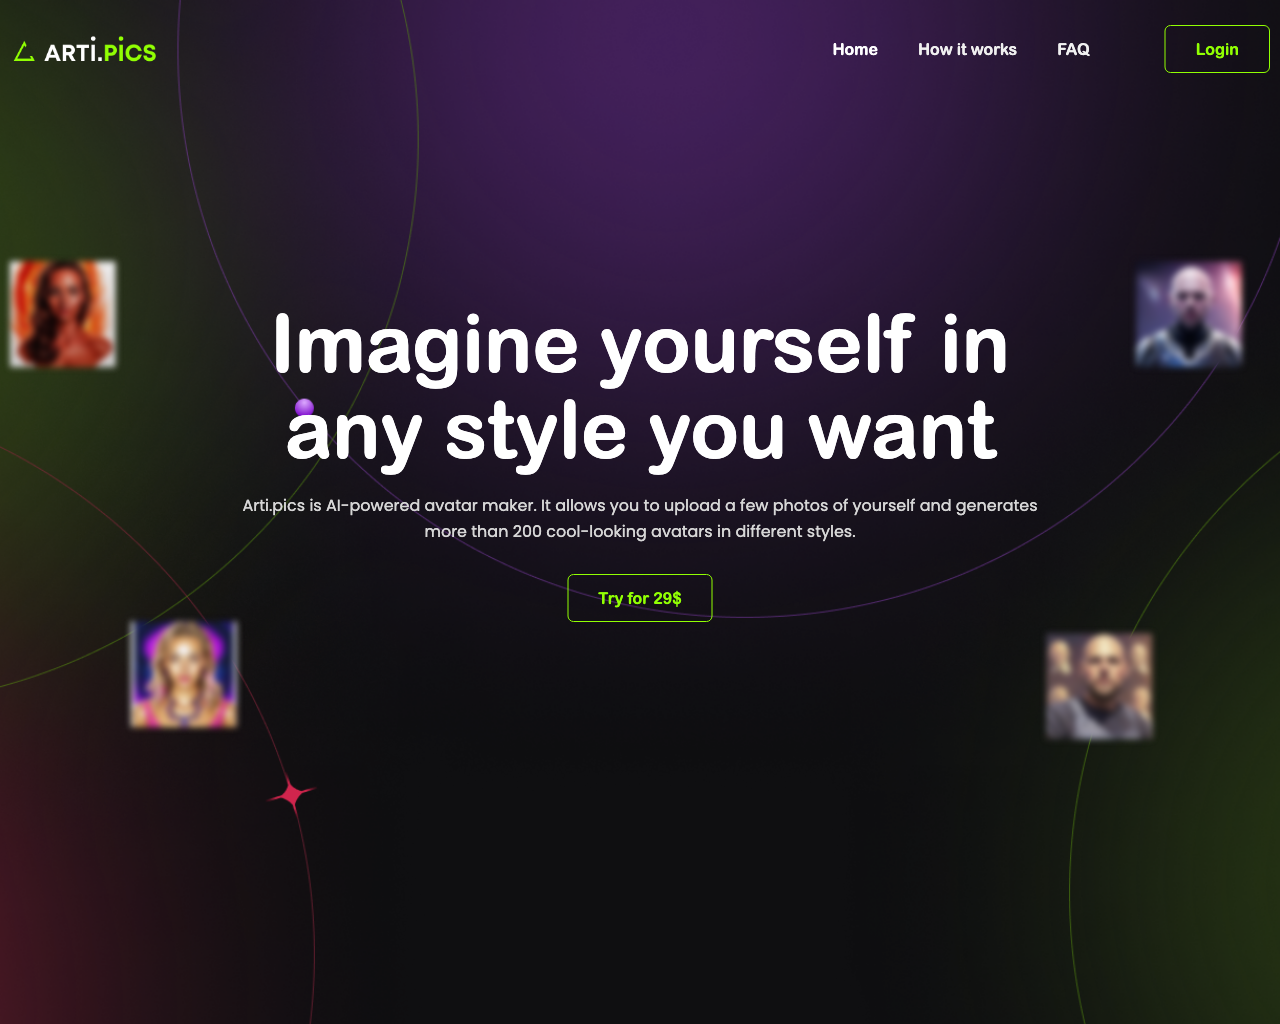 ARTi.PiCS
Home
How it works
FAQ
Login
Imagine yourself in
any style you want
Arti.pics is AI-powered avatar maker. It allows you to upload a few photos of yourself and generates
more than 200 cool-looking avatars in different styles.
Try for 29$